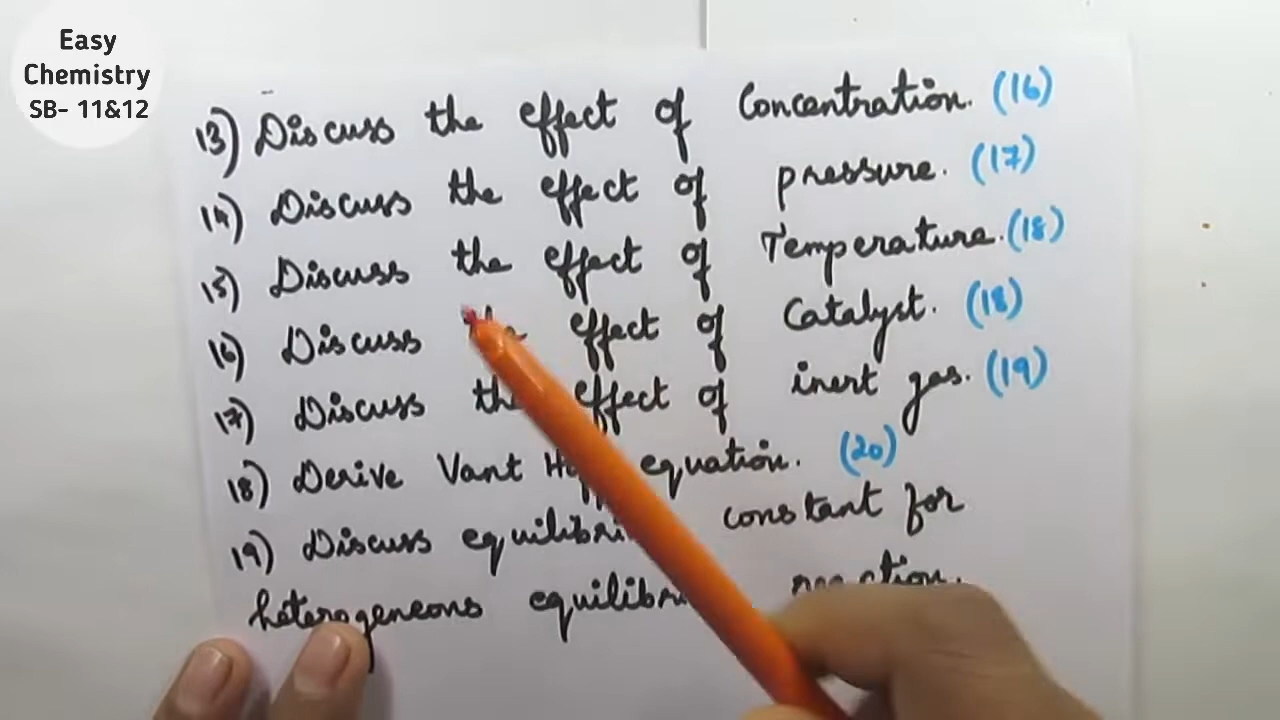 Easy
Chemistry
SB- 11&12
13) Discuss the effect of Concentration. (16)
14) Discuss the effect of pressure. (17)
15) Discuss the effect of Temperature. (18)
16) Discuss the effect of Catalyst. (18)
17) Discuss the effect of inert gas. (19)
18) Derive Vant equation. (20)
19) Discuss constant for
heterogeneous